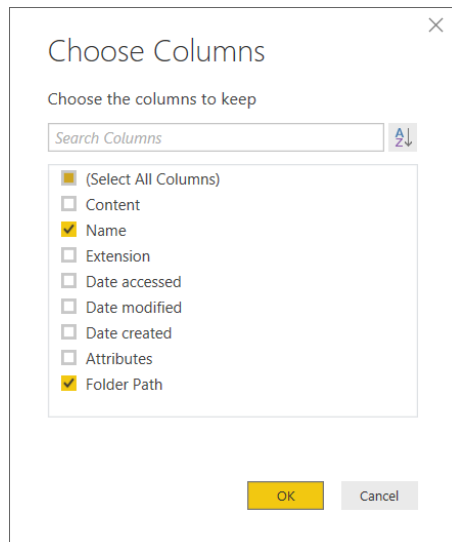 Choose Columns
Choose the columns to keep
Search Columns
AZ
(Select All Columns)
Content
Name
Extension
Date accessed
Date modified
Date created
Attributes
Folder Path
OK
Cancel